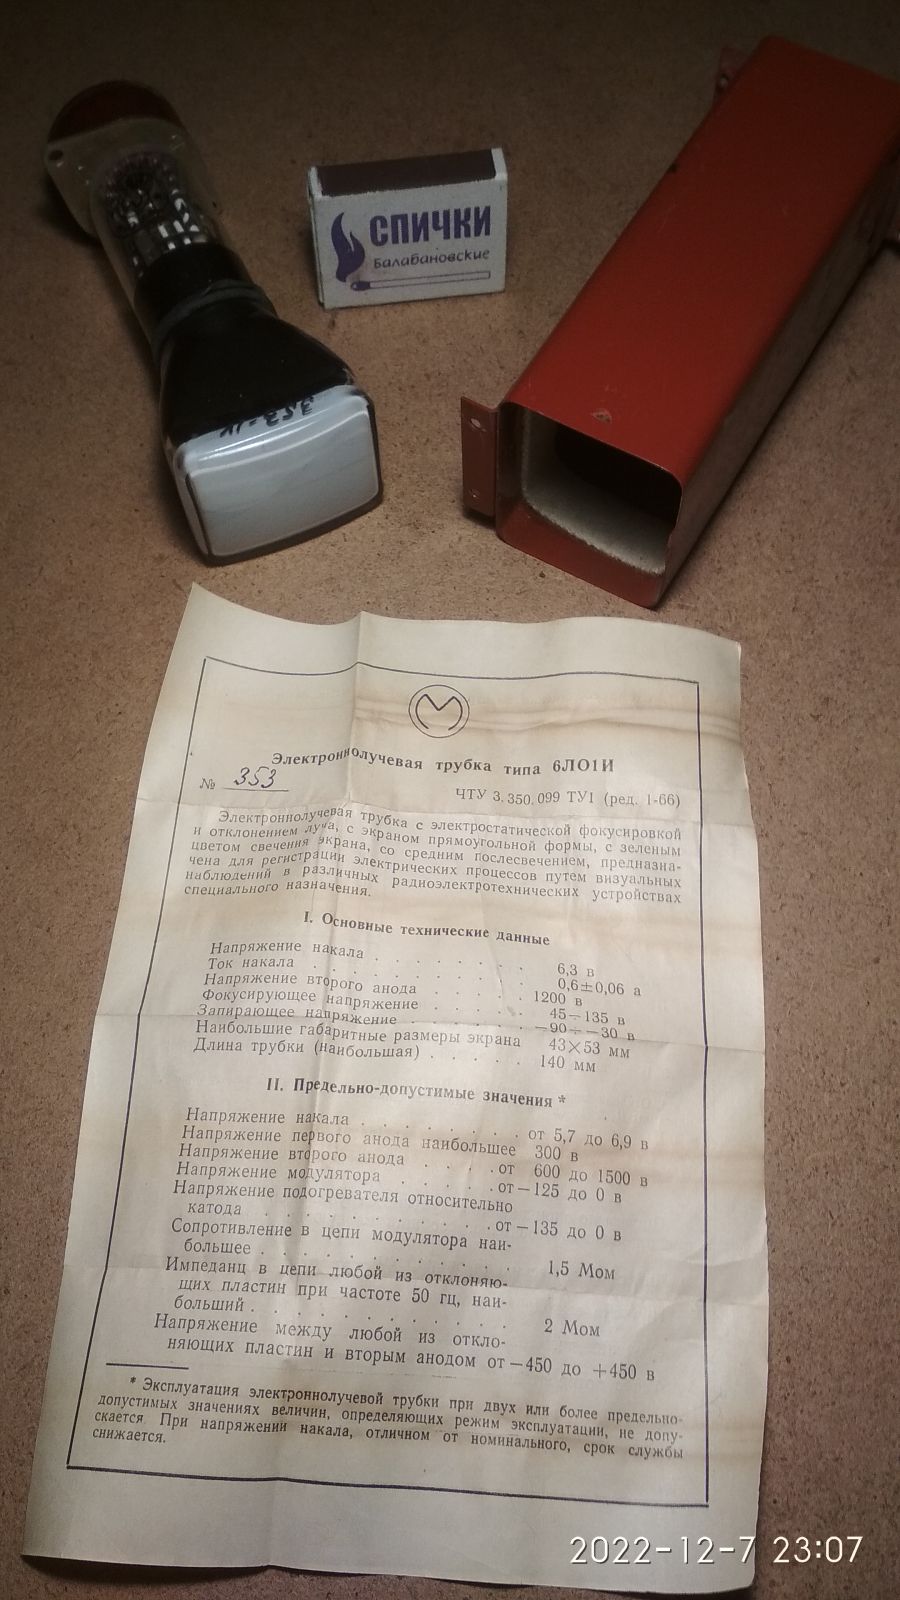 СПИЧКИ
Балабановские
353-1К
Электроннолучевая трубка типа 6ЛО1И
№ 353
ЧТУ 3.350.099 ТУ1 (ред. 1-66)
Электроннолучевая трубка с электростатической фокусировкой
и отклонением луча, с экраном прямоугольной формы, с зеленым
цветом свечения экрана, со средним послесвечением, предназна-
чена для регистрации электрических процессов путем визуальных
наблюдений в различных радиоэлектротехнических устройствах
специального назначения.
I. Основные технические данные
Напряжение накала . . . . . . . 6,3 в
Ток накала . . . . . . . . 0,6±0,06 а
Напряжение второго анода . . . . . 1200 в
Фокусирующее напряжение . . . . . 45÷135 в
Запирающее напряжение . . . . . . −90÷−30 в
Наибольшие габаритные размеры экрана 43×53 мм
Длина трубки (наибольшая) . . . . . 140 мм
II. Предельно-допустимые значения *
Напряжение накала . . . . . . . . от 5,7 до 6,9 в
Напряжение первого анода наибольшее 300 в
Напряжение второго анода . . . . от 600 до 1500 в
Напряжение модулятора . . . . . от −125 до 0 в
Напряжение подогревателя относительно
катода . . . . . . . . . . . . от −135 до 0 в
Сопротивление в цепи модулятора наи-
большее . . . . . . . . . . . . 1,5 Мом
Импеданц в цепи любой из отклоняю-
щих пластин при частоте 50 гц, наи-
больший . . . . . . . . . . . . 2 Мом
Напряжение между любой из откло-
няющих пластин и вторым анодом от −450 до +450 в
* Эксплуатация электроннолучевой трубки при двух или более предельно-
допустимых значениях величин, определяющих режим эксплуатации, не допу-
скается. При напряжении накала, отличном от номинального, срок службы
снижается.
2022-12-7 23:07